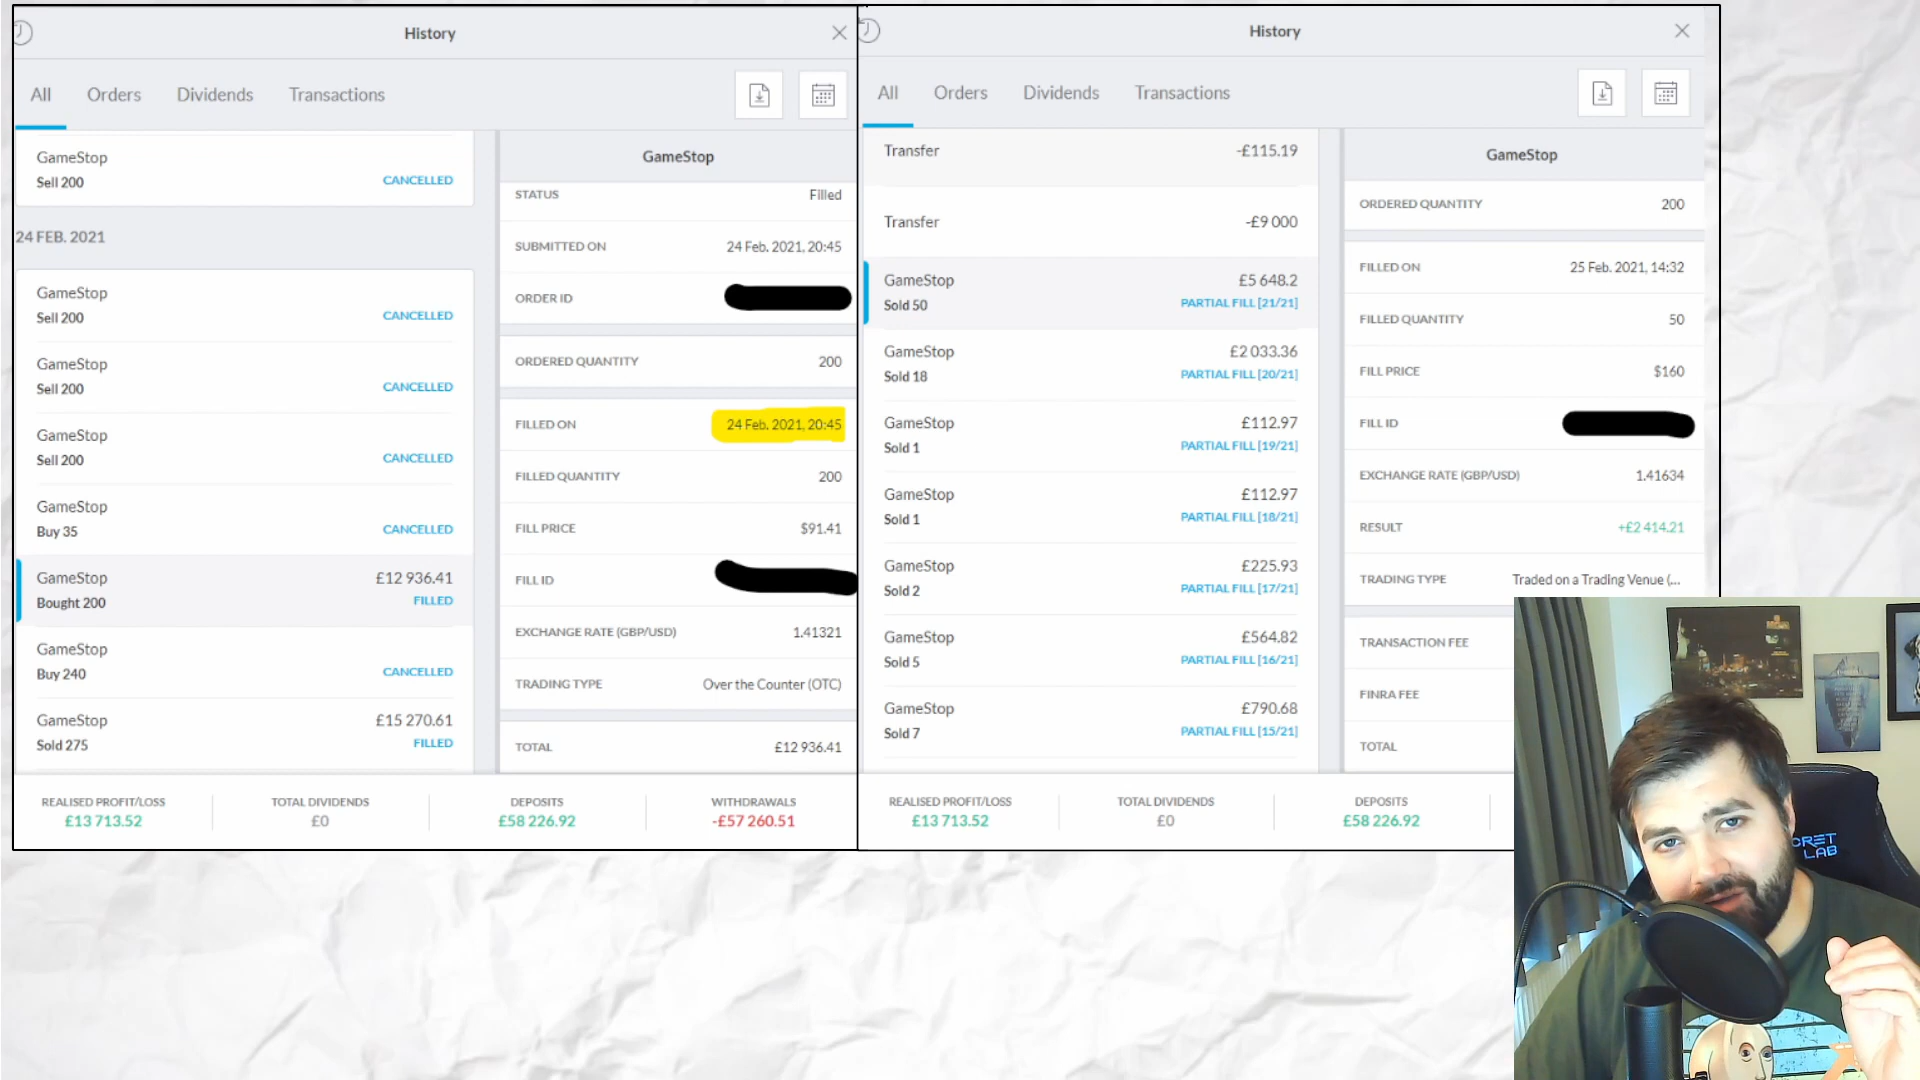 History
All Orders Dividends Transactions
GameStop
Sell 200 CANCELLED
24 FEB. 2021
GameStop
Sell 200 CANCELLED
GameStop
Sell 200 CANCELLED
GameStop
Sell 200 CANCELLED
GameStop
Buy 35 CANCELLED
GameStop £12 936.41
Bought 200 FILLED
GameStop
Buy 240 CANCELLED
GameStop £15 270.61
Sold 275 FILLED
GameStop
STATUS Filled
SUBMITTED ON 24 Feb. 2021, 20:45
ORDER ID
ORDERED QUANTITY 200
FILLED ON 24 Feb. 2021, 20:45
FILLED QUANTITY 200
FILL PRICE $91.41
FILL ID
EXCHANGE RATE (GBP/USD) 1.41321
TRADING TYPE Over the Counter (OTC)
TOTAL £12 936.41
REALISED PROFIT/LOSS TOTAL DIVIDENDS DEPOSITS WITHDRAWALS
£13 713.52 £0 £58 226.92 -£57 260.51
History
All Orders Dividends Transactions
Transfer -£115.19
Transfer -£9 000
GameStop £5 648.2
Sold 50 PARTIAL FILL [21/21]
GameStop £2 033.36
Sold 18 PARTIAL FILL [20/21]
GameStop £112.97
Sold 1 PARTIAL FILL [19/21]
GameStop £112.97
Sold 1 PARTIAL FILL [18/21]
GameStop £225.93
Sold 2 PARTIAL FILL [17/21]
GameStop £564.82
Sold 5 PARTIAL FILL [16/21]
GameStop £790.68
Sold 7 PARTIAL FILL [15/21]
GameStop
ORDERED QUANTITY 200
FILLED ON 25 Feb. 2021, 14:32
FILLED QUANTITY 50
FILL PRICE $160
FILL ID
EXCHANGE RATE (GBP/USD) 1.41634
RESULT +£2 414.21
TRADING TYPE Traded on a Trading Venue (...
TRANSACTION FEE
FINRA FEE
TOTAL
REALISED PROFIT/LOSS TOTAL DIVIDENDS DEPOSITS
£13 713.52 £0 £58 226.92
CRET
LAB